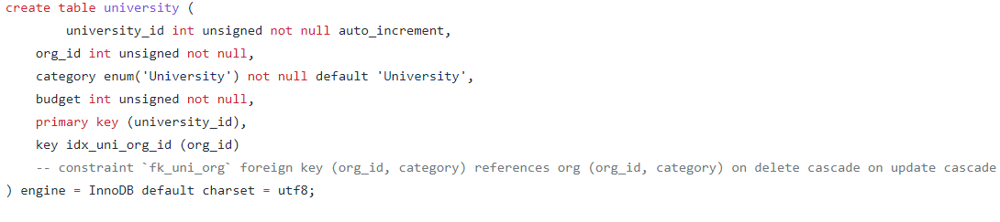 create table university (
        university_id int unsigned not null auto_increment,
    org_id int unsigned not null,
    category enum('University') not null default 'University',
    budget int unsigned not null,
    primary key (university_id),
    key idx_uni_org_id (org_id)
    -- constraint `fk_uni_org` foreign key (org_id, category) references org (org_id, category) on delete cascade on update cascade
) engine = InnoDB default charset = utf8;